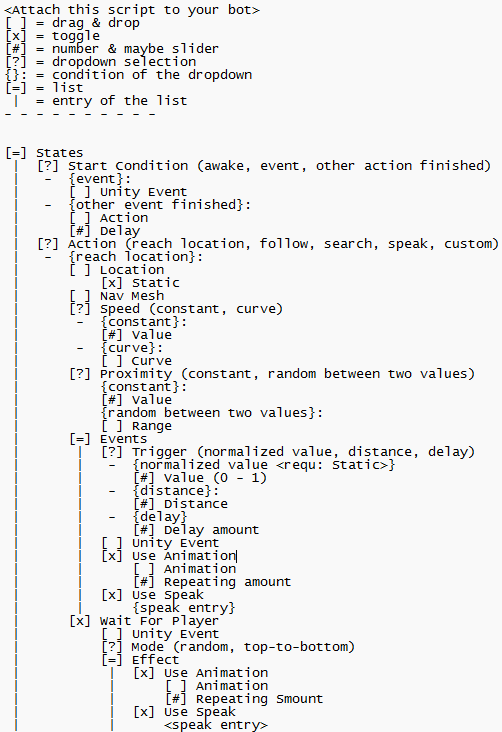 <Attach this script to your bot>
[ ] = drag & drop
[x] = toggle
[#] = number & maybe slider
[?] = dropdown selection
{}: = condition of the dropdown
[=] = list
 |  = entry of the list
- - - - - - - - - -

[=] States
 |  [?] Start Condition (awake, event, other action finished)
 |   -  {event}:
 |      [ ] Unity Event
 |   -  {other event finished}:
 |      [ ] Action
 |      [#] Delay
 |  [?] Action (reach location, follow, search, speak, custom)
 |   -  {reach location}:
 |      [ ] Location
 |          [x] Static
 |      [ ] Nav Mesh
 |      [?] Speed (constant, curve)
 |       -  {constant}:
 |          [#] Value
 |       -  {curve}:
 |          [ ] Curve
 |      [?] Proximity (constant, random between two values)
 |          {constant}:
 |          [#] Value
 |          {random between two values}:
 |          [ ] Range
 |      [=] Events
 |       |  [?] Trigger (normalized value, distance, delay)
 |       |   -  {normalized value <requ: Static>}
 |       |      [#] Value (0 - 1)
 |       |   -  {distance}:
 |       |      [#] Distance
 |       |   -  {delay}
 |       |      [#] Delay amount
 |       |  [ ] Unity Event
 |       |  [x] Use Animation
 |       |      [ ] Animation
 |       |      [#] Repeating amount
 |       |  [x] Use Speak
 |       |      {speak entry}
 |      [x] Wait For Player
 |          [ ] Unity Event
 |          [?] Mode (random, top-to-bottom)
 |          [=] Effect
 |           |  [x] Use Animation
 |           |      [ ] Animation
 |           |      [#] Repeating Smount
 |           |  [x] Use Speak
 |           |      <speak entry>